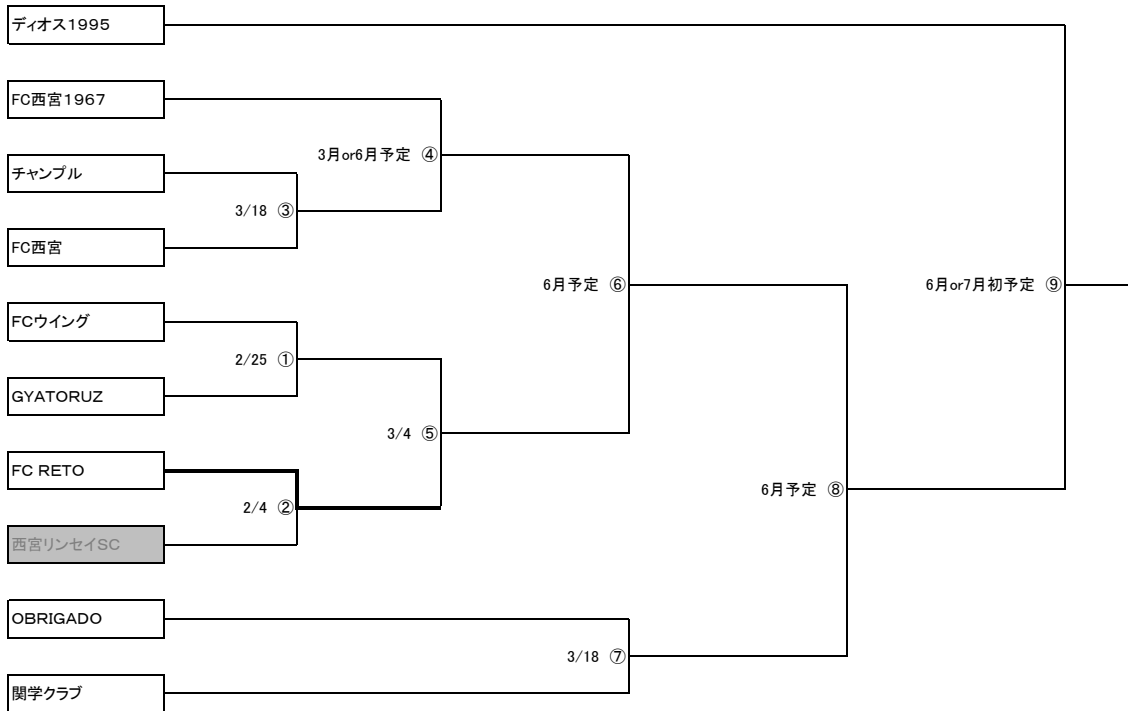 ディオス1995
FC西宮1967
3月or6月予定 ④
チャンプル
3/18 ③
FC西宮
6月予定 ⑥
6月or7月初予定 ⑨
FCウイング
2/25 ①
GYATORUZ
3/4 ⑤
FC RETO
6月予定 ⑧
2/4 ②
西宮リンセイSC
OBRIGADO
3/18 ⑦
関学クラブ